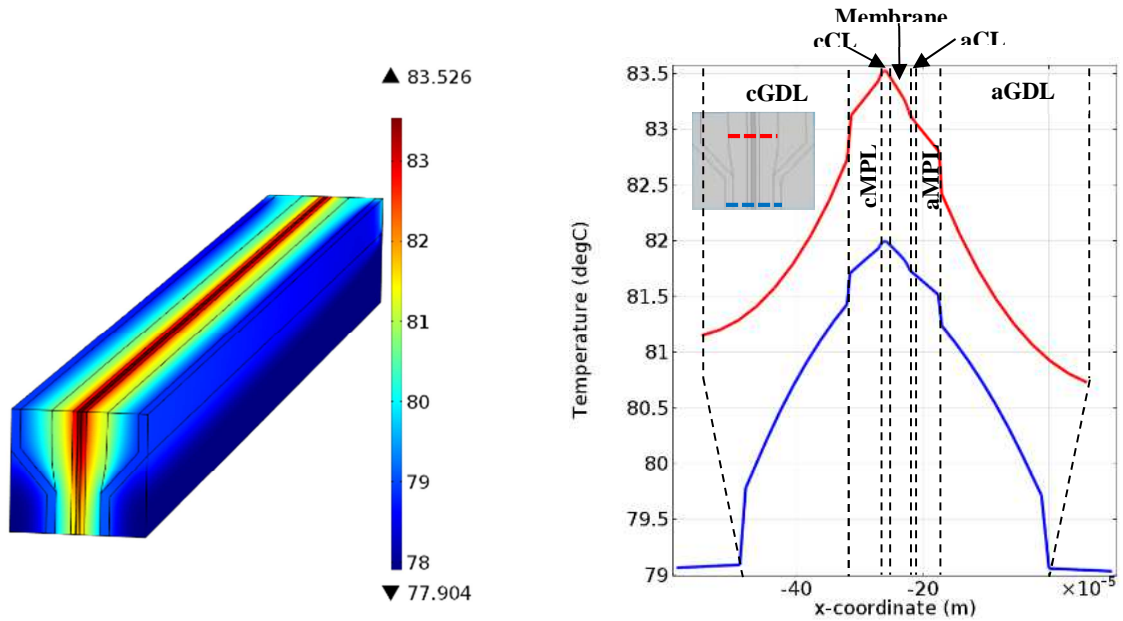 ▲ 83.526
83
82
81
80
79
78
▼ 77.904
Membrane
cCL
aCL
cGDL
aGDL
cMPL
aMPL
83.5
83
82.5
82
81.5
81
80.5
80
79.5
79
Temperature (degC)
-40
-20
×10⁻⁵
x-coordinate (m)